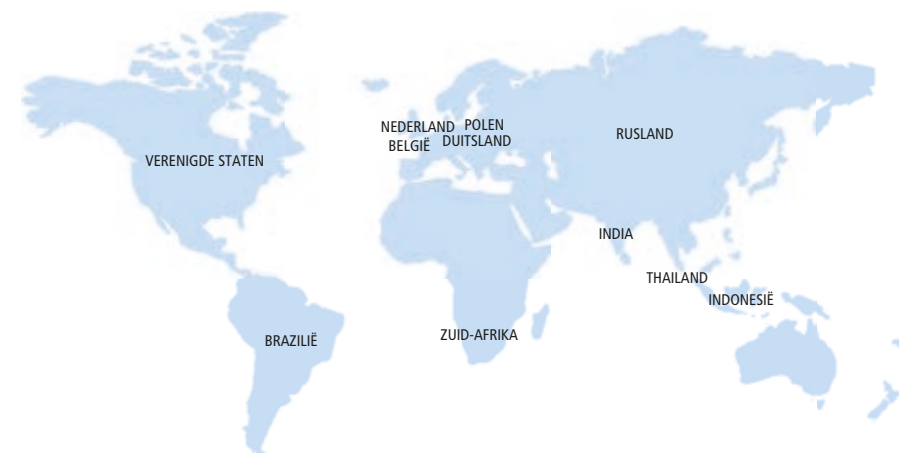 NEDERLAND
POLEN
BELGIË
DUITSLAND
RUSLAND
VERENIGDE STATEN
INDIA
THAILAND
INDONESIË
BRAZILIË
ZUID-AFRIKA